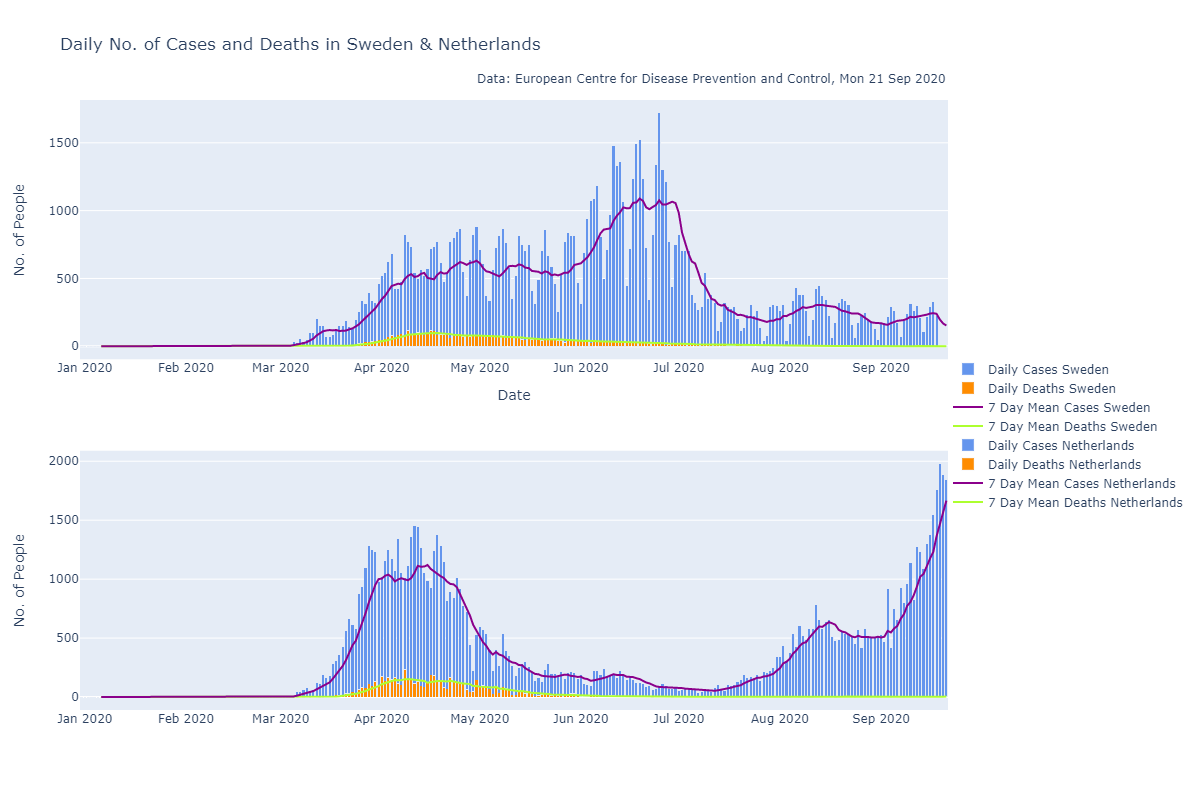 Daily No. of Cases and Deaths in Sweden & Netherlands
Data: European Centre for Disease Prevention and Control, Mon 21 Sep 2020
No. of People
1500
1000
500
0
Jan 2020 Feb 2020 Mar 2020 Apr 2020 May 2020 Jun 2020 Jul 2020 Aug 2020 Sep 2020
Date
Daily Cases Sweden
Daily Deaths Sweden
7 Day Mean Cases Sweden
7 Day Mean Deaths Sweden
Daily Cases Netherlands
Daily Deaths Netherlands
7 Day Mean Cases Netherlands
7 Day Mean Deaths Netherlands
No. of People
2000
1500
1000
500
0
Jan 2020 Feb 2020 Mar 2020 Apr 2020 May 2020 Jun 2020 Jul 2020 Aug 2020 Sep 2020